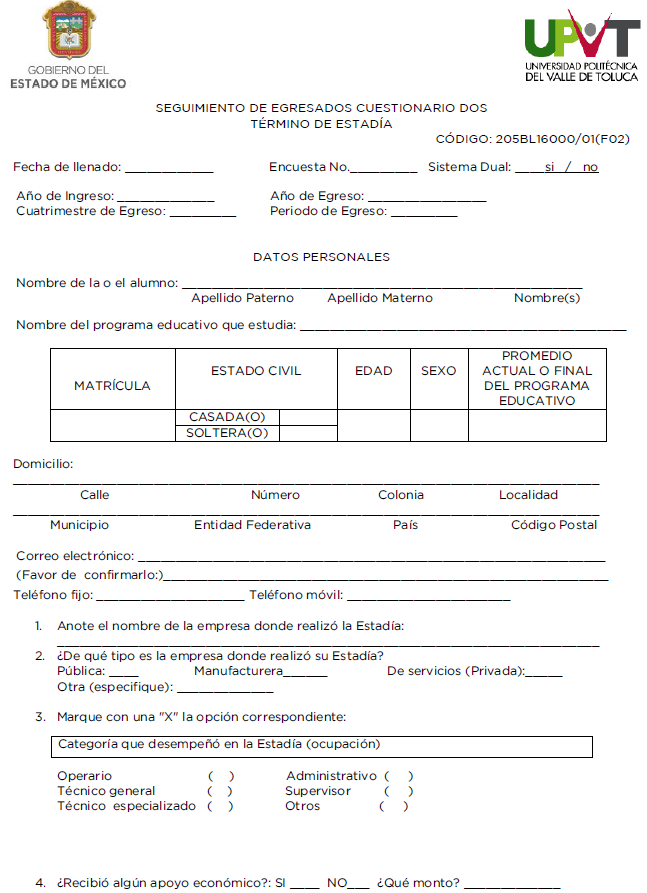 GOBIERNO DEL
ESTADO DE MÉXICO
UPVT
UNIVERSIDAD POLITÉCNICA
DEL VALLE DE TOLUCA
SEGUIMIENTO DE EGRESADOS CUESTIONARIO DOS
TÉRMINO DE ESTADÍA
CÓDIGO: 205BL16000/01(F02)
Fecha de llenado: ____________ Encuesta No._________ Sistema Dual: ____si / no
Año de Ingreso: _____________ Año de Egreso: ________________
Cuatrimestre de Egreso: _________ Periodo de Egreso: _________
DATOS PERSONALES
Nombre de la o el alumno: ______________________________________________________
Apellido Paterno Apellido Materno Nombre(s)
Nombre del programa educativo que estudia: ____________________________________________
MATRÍCULA ESTADO CIVIL EDAD SEXO PROMEDIO ACTUAL O FINAL DEL PROGRAMA EDUCATIVO
CASADA(O)
SOLTERA(O)
Domicilio:
_______________________________________________________________________________
Calle Número Colonia Localidad
_______________________________________________________________________________
Municipio Entidad Federativa País Código Postal
Correo electrónico: _______________________________________________________________
(Favor de confirmarlo:)____________________________________________________________
Teléfono fijo: ____________________ Teléfono móvil: ______________________
1. Anote el nombre de la empresa donde realizó la Estadía:
_________________________________________________________________________
2. ¿De qué tipo es la empresa donde realizó su Estadía?
Pública: ____ Manufacturera______ De servicios (Privada):_____
Otra (especifique): _____________
3. Marque con una "X" la opción correspondiente:
Categoría que desempeñó en la Estadía (ocupación)
Operario ( ) Administrativo ( )
Técnico general ( ) Supervisor ( )
Técnico especializado ( ) Otros ( )
4. ¿Recibió algún apoyo económico?: SI ____ NO___ ¿Qué monto? _____________